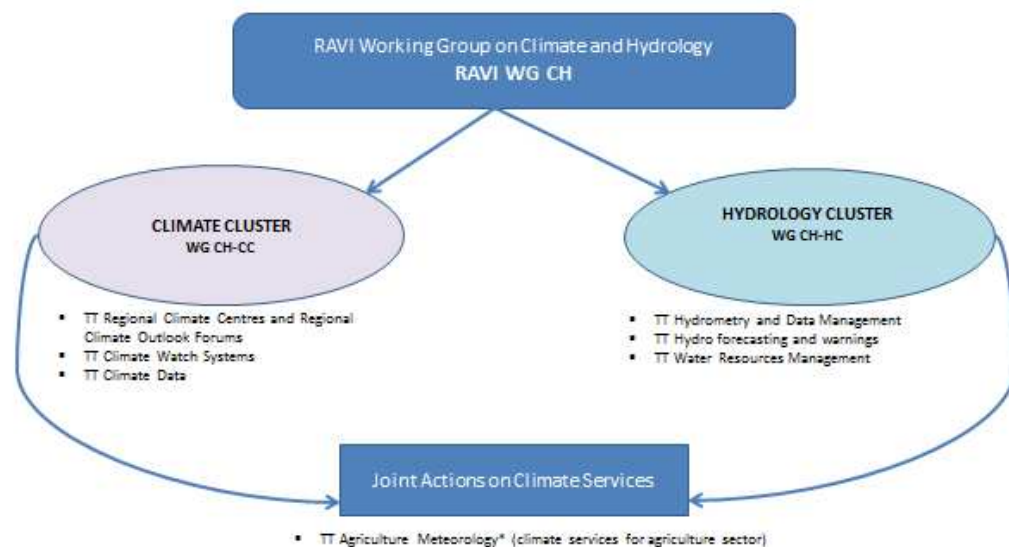 RAVI Working Group on Climate and Hydrology
RAVI WG CH
CLIMATE CLUSTER
WG CH-CC
▪ TT Regional Climate Centres and Regional
Climate Outlook Forums
▪ TT Climate Watch Systems
▪ TT Climate Data
HYDROLOGY CLUSTER
WG CH-HC
▪ TT Hydrometry and Data Management
▪ TT Hydro forecasting and warnings
▪ TT Water Resources Management
Joint Actions on Climate Services
▪ TT Agriculture Meteorology* (climate services for agriculture sector)